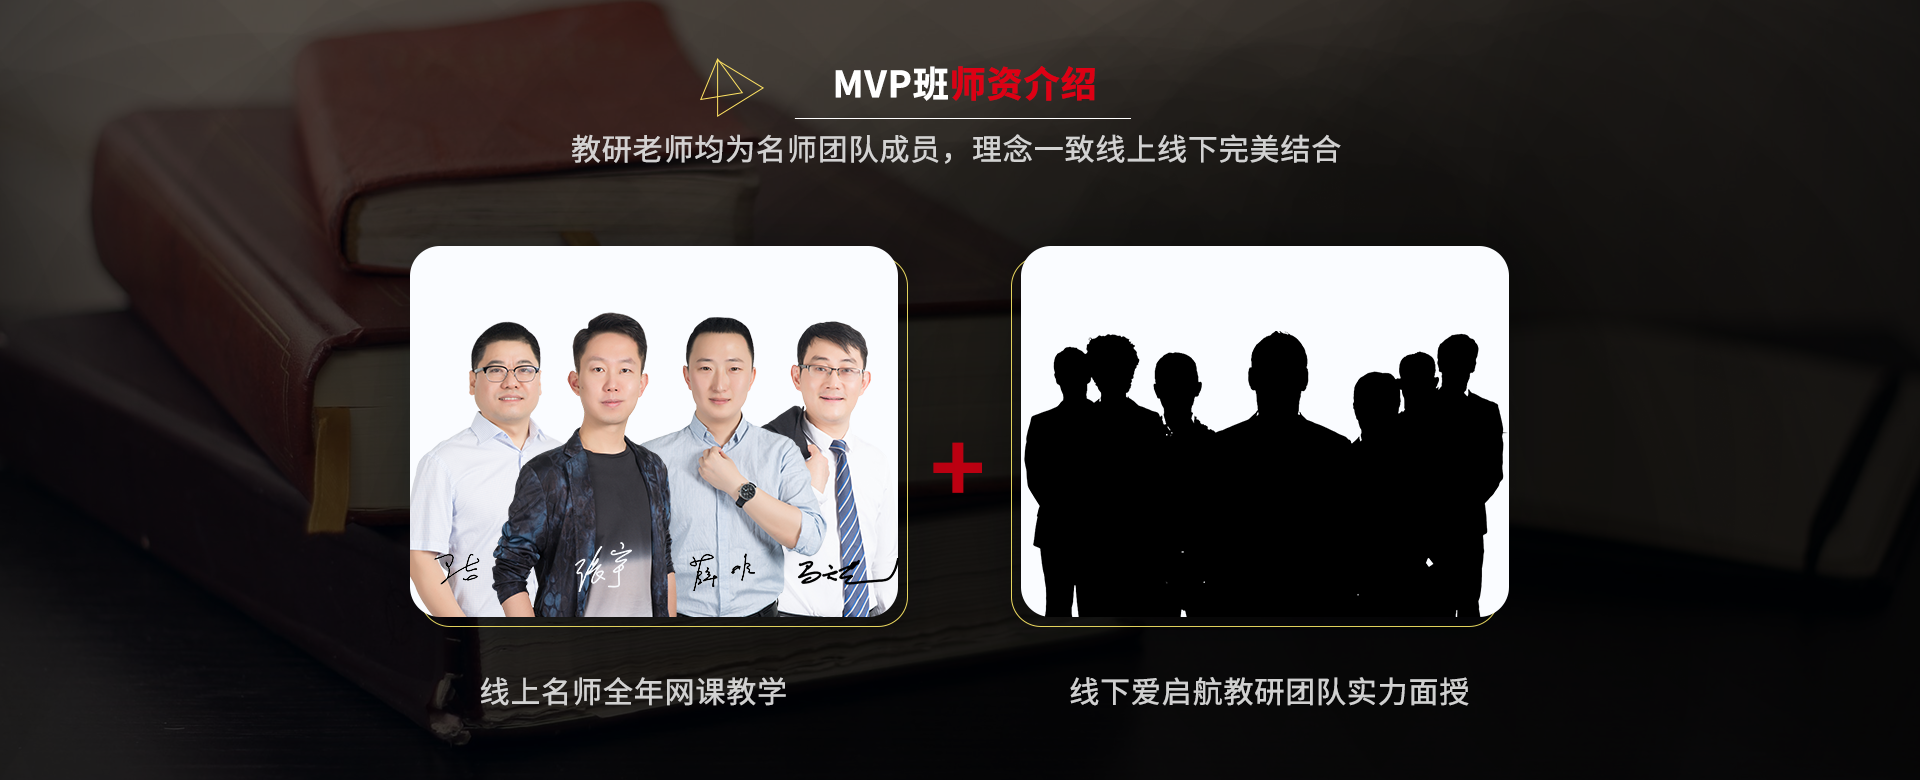 MVP班师资介绍
教研老师均为名师团队成员，理念一致线上线下完美结合
张宇
线上名师全年网课教学
线下爱启航教研团队实力面授